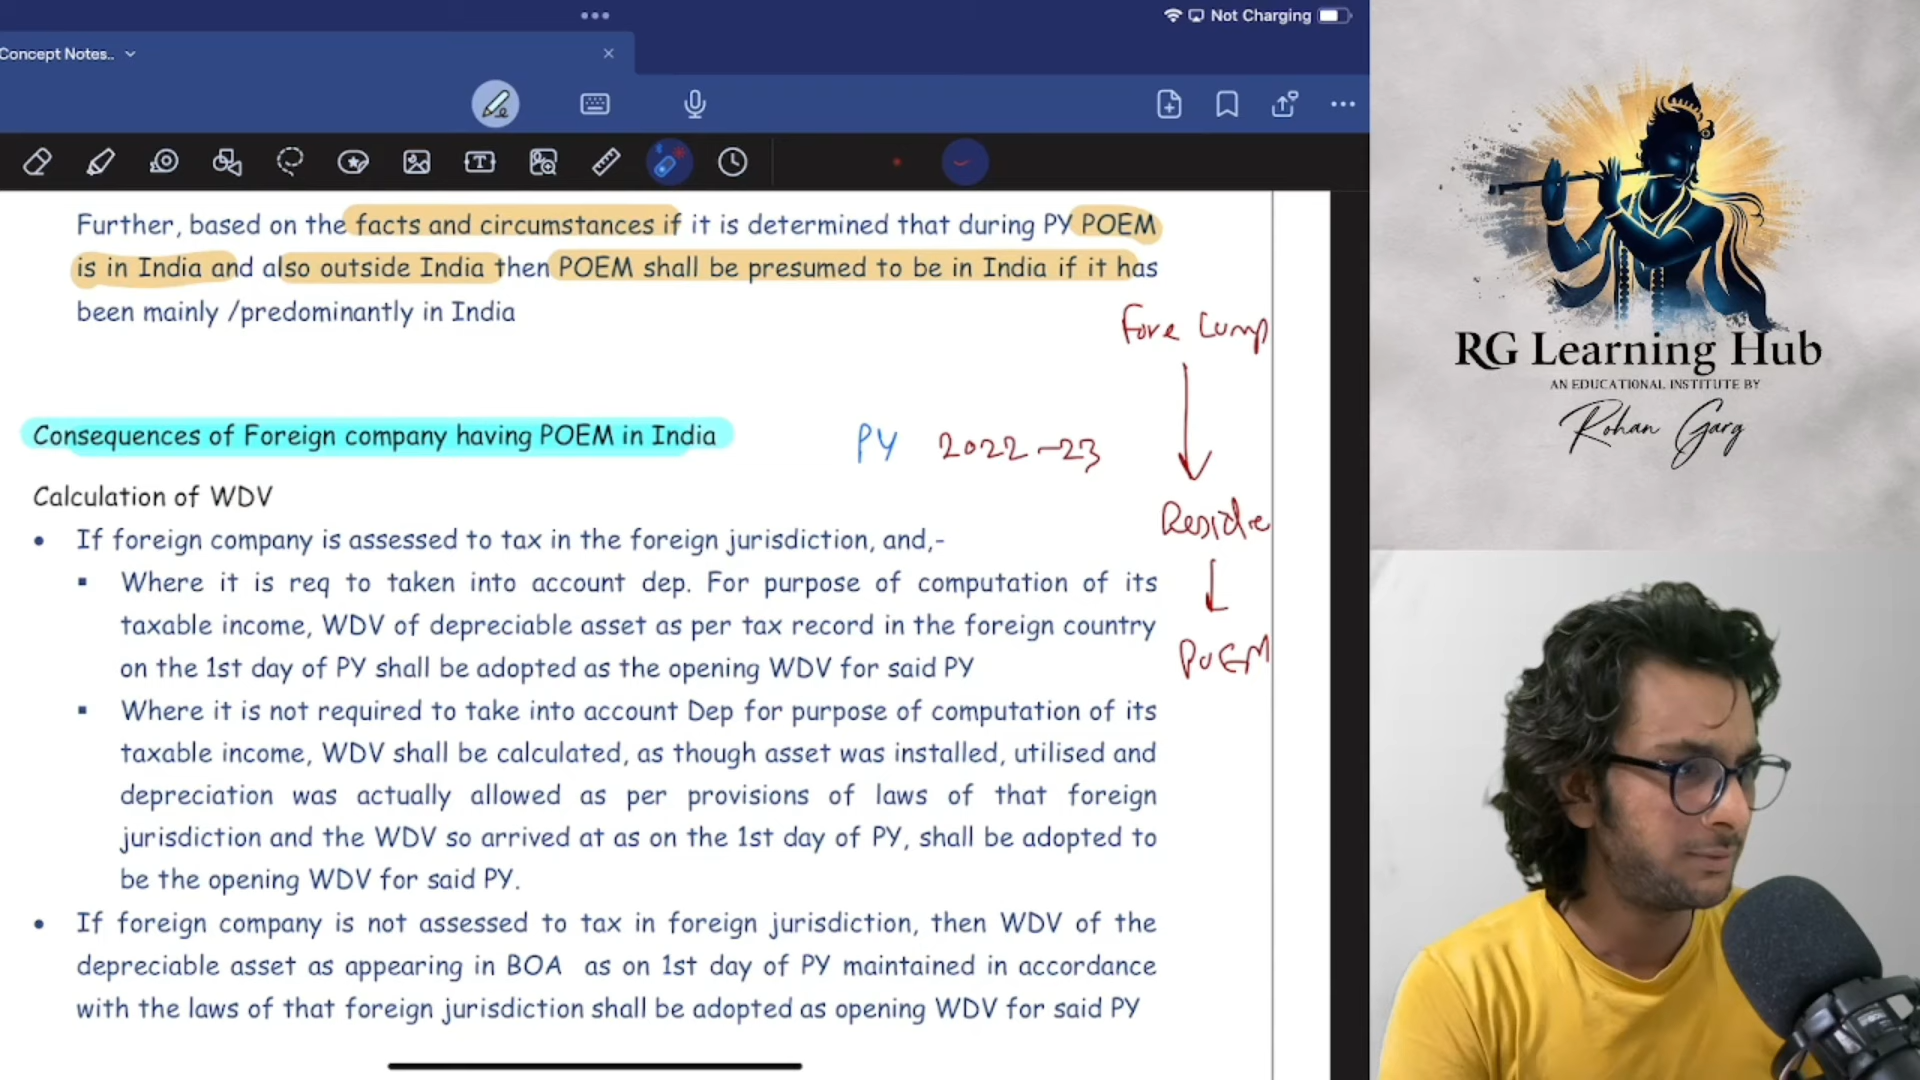 Not Charging
Concept Notes..
Further, based on the facts and circumstances if it is determined that during PY POEM
is in India and also outside India then POEM shall be presumed to be in India if it has
been mainly /predominantly in India
Fore Comp
Consequences of Foreign company having POEM in India
PY 2022-23
Calculation of WDV
• If foreign company is assessed to tax in the foreign jurisdiction, and,-
▪ Where it is req to taken into account dep. For purpose of computation of its
taxable income, WDV of depreciable asset as per tax record in the foreign country
on the 1st day of PY shall be adopted as the opening WDV for said PY
▪ Where it is not required to take into account Dep for purpose of computation of its
taxable income, WDV shall be calculated, as though asset was installed, utilised and
depreciation was actually allowed as per provisions of laws of that foreign
jurisdiction and the WDV so arrived at as on the 1st day of PY, shall be adopted to
be the opening WDV for said PY.
• If foreign company is not assessed to tax in foreign jurisdiction, then WDV of the
depreciable asset as appearing in BOA as on 1st day of PY maintained in accordance
with the laws of that foreign jurisdiction shall be adopted as opening WDV for said PY
POEM
RG Learning Hub
AN EDUCATIONAL INSTITUTE BY
Rohan Garg